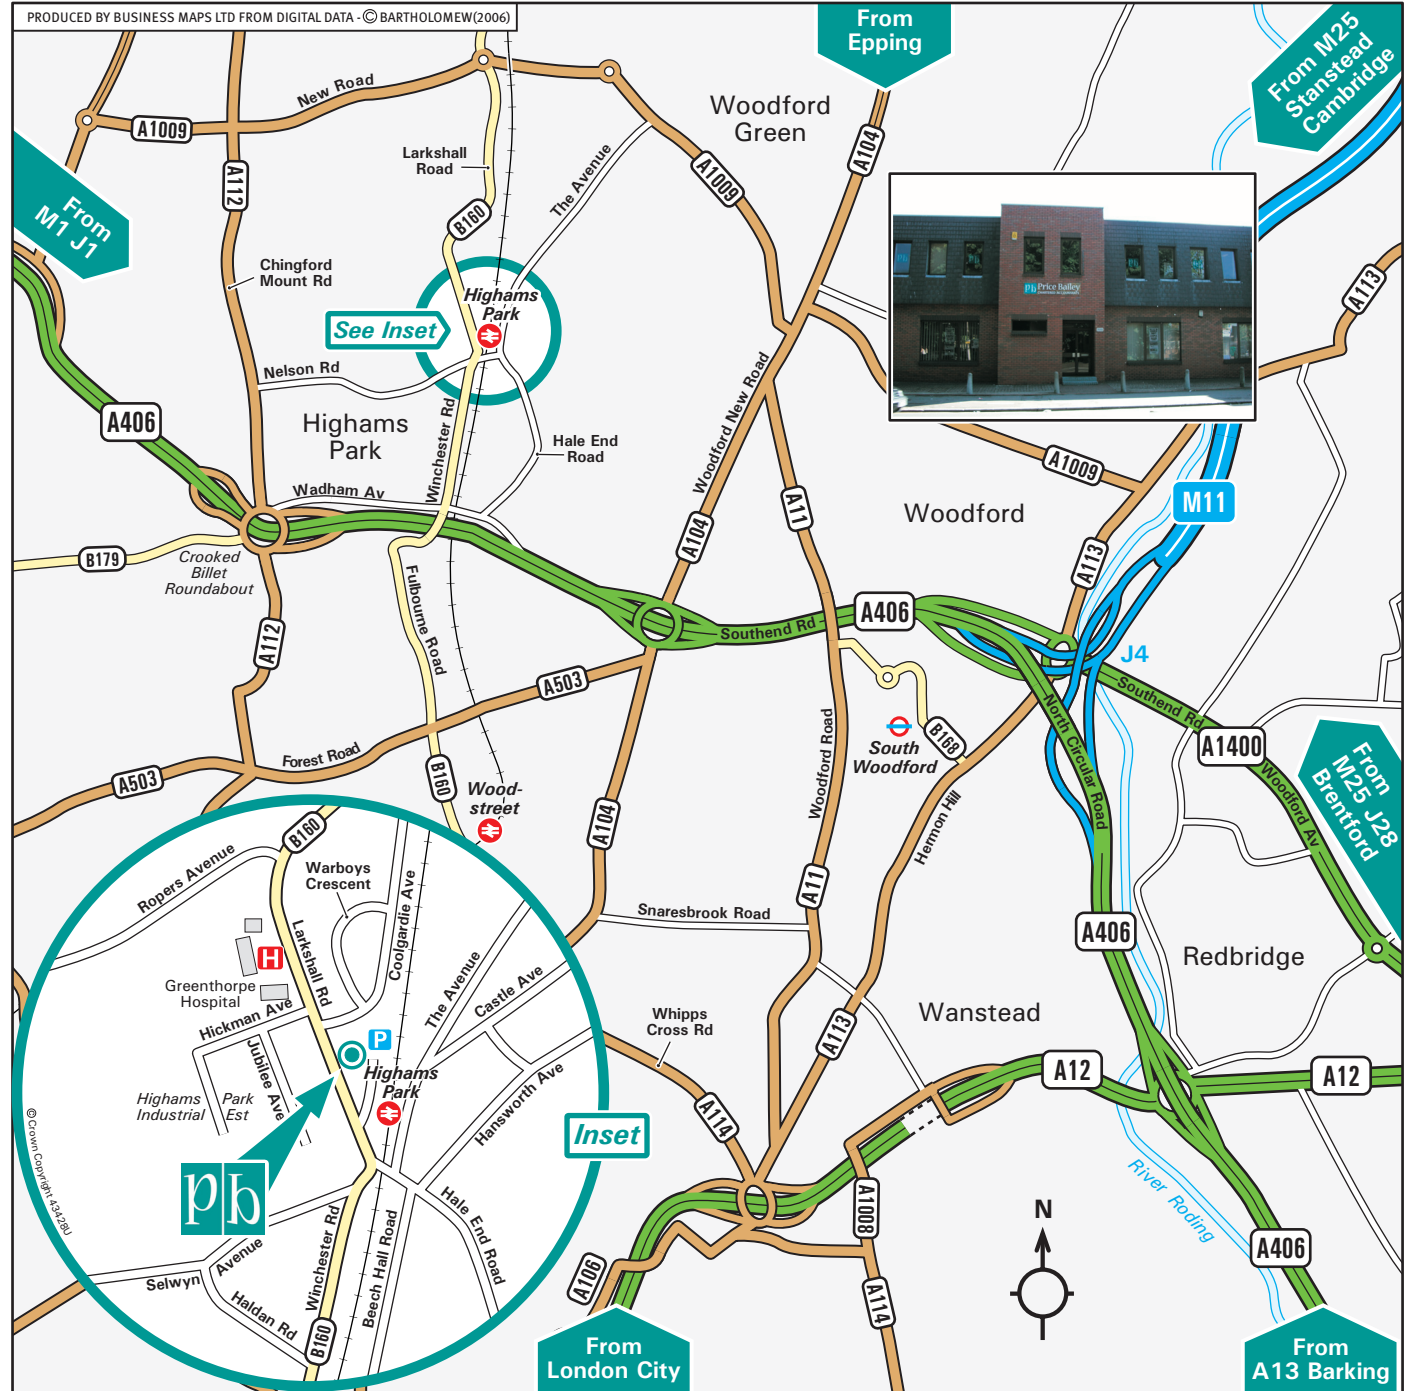 PRODUCED BY BUSINESS MAPS LTD FROM DIGITAL DATA - © BARTHOLOMEW(2006)
From
Epping
From M25
Stanstead
Cambridge
From
M1 J1
New Road
A1009
A112
Larkshall
Road
B160
The Avenue
Woodford
Green
A1009
A104
Chingford
Mount Rd
Highams
Park
See Inset
pb Price Bailey
A113
Nelson Rd
A406
Highams
Park
Winchester Rd
Hale End
Road
Woodford New Road
Wadham Av
A1009
A11
Woodford
M11
A104
B179
Crooked
Billet
Roundabout
Fulbourne Road
A113
A112
Southend Rd
A406
J4
A503
Southend Rd
North Circular Road
Woodford Road
South
Woodford
B168
A1400
Forest Road
A503
B160
Wood-
street
From
M25 J28
Brentford
Woodford Av
A104
Hermon Hill
A11
Snaresbrook Road
A406
Redbridge
Wanstead
Whipps
Cross Rd
A113
A12
A12
A114
Inset
A1008
River Roding
N
A406
A106
A114
From
London City
From
A13 Barking
B160
Ropers Avenue
Warboys
Crescent
Coolgardie Ave
Larkshall Rd
H
Greenthorpe
Hospital
The Avenue
Castle Ave
Hickman Ave
P
Jubilee Ave
Highams
Park
Highams Park
Industrial Est
Hansworth Ave
pb
Hale End Road
Winchester Rd
Beech Hall Road
Selwyn Avenue
Haldan Rd
B160
© Crown Copyright 43428U